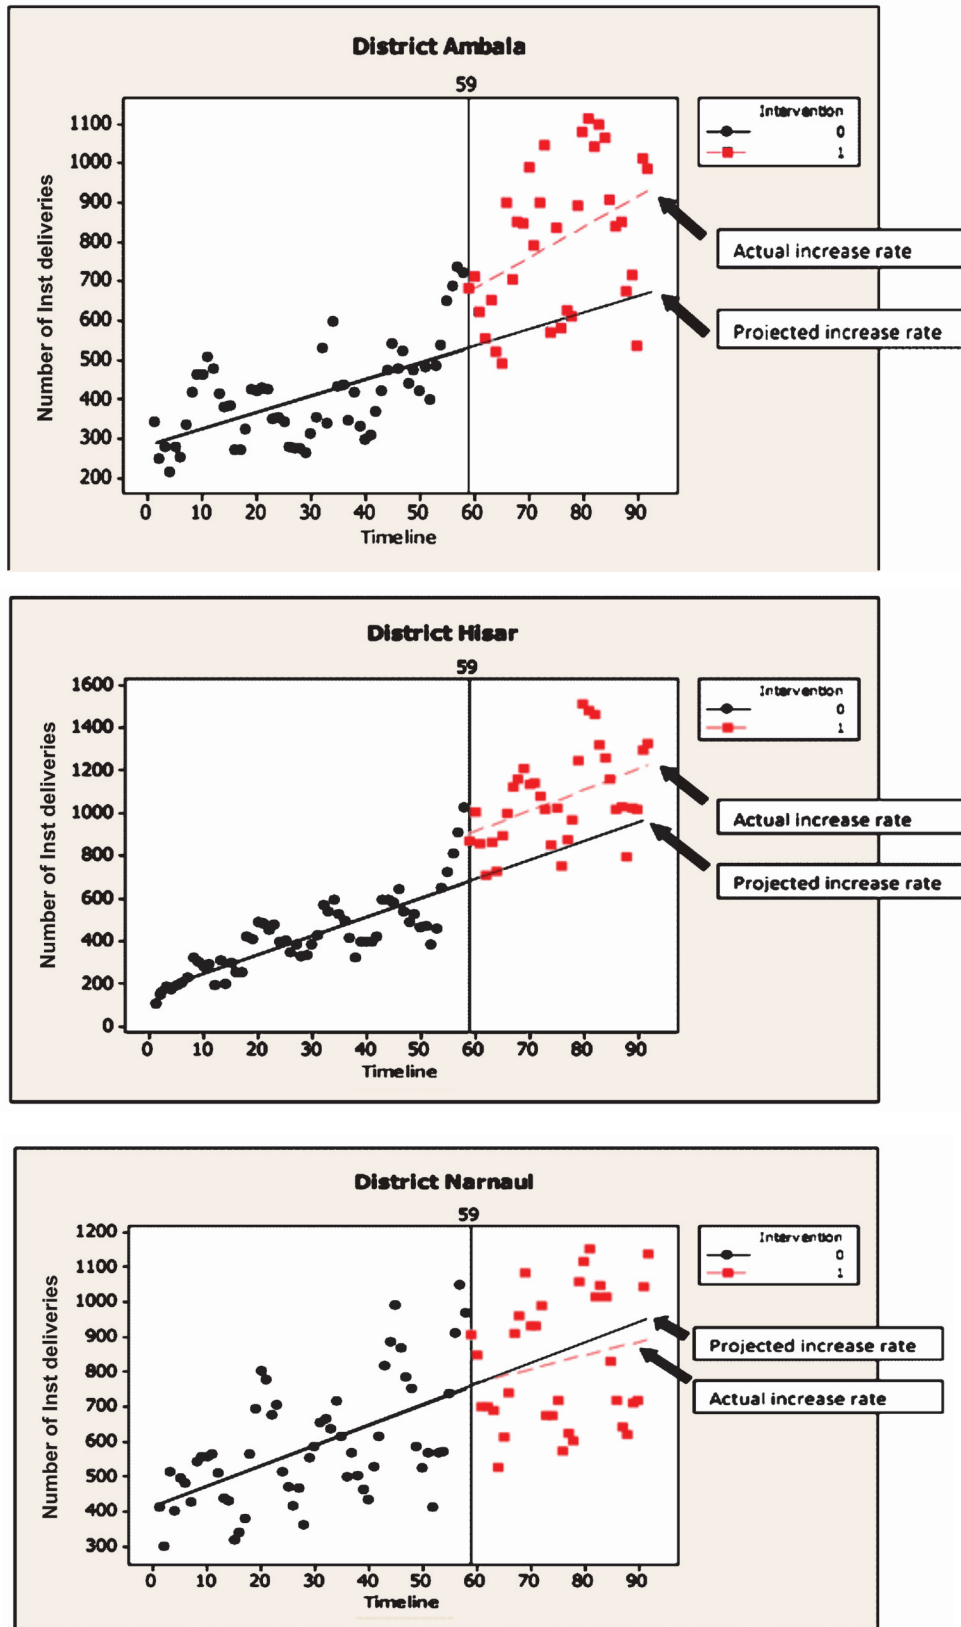 District Ambala
59
Intervention
0
1
1100
1000
900
800
700
600
500
400
300
200
Number of Inst deliveries
Actual increase rate
Projected increase rate
0 10 20 30 40 50 60 70 80 90
Timeline
District Hisar
59
Intervention
0
1
1600
1400
1200
1000
800
600
400
200
0
Number of Inst deliveries
Actual increase rate
Projected increase rate
0 10 20 30 40 50 60 70 80 90
Timeline
District Narnaul
59
Intervention
0
1
1200
1100
1000
900
800
700
600
500
400
300
Number of Inst deliveries
Projected increase rate
Actual increase rate
0 10 20 30 40 50 60 70 80 90
Timeline